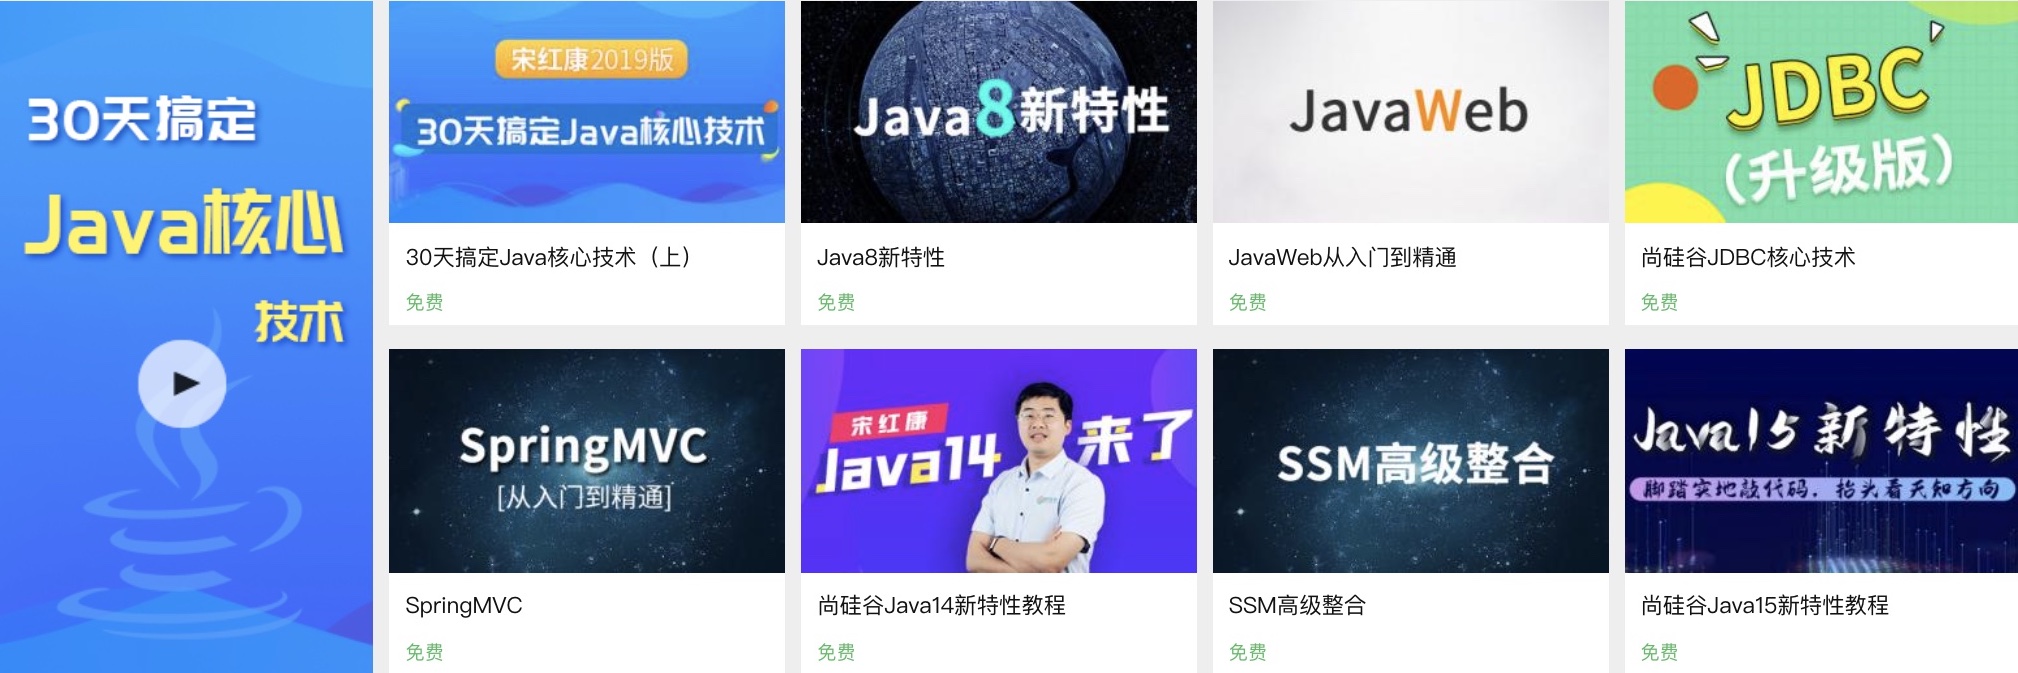 30天搞定
Java核心
技术
宋红康2019版
30天搞定Java核心技术
30天搞定Java核心技术（上）
免费
Java8新特性
Java8新特性
免费
JavaWeb
JavaWeb从入门到精通
免费
JDBC
（升级版）
尚硅谷JDBC核心技术
免费
SpringMVC
[从入门到精通]
SpringMVC
免费
宋红康
Java14来了
尚硅谷Java14新特性教程
免费
SSM高级整合
SSM高级整合
免费
Java15新特性
脚踏实地敲代码，抬头看天知方向
尚硅谷Java15新特性教程
免费